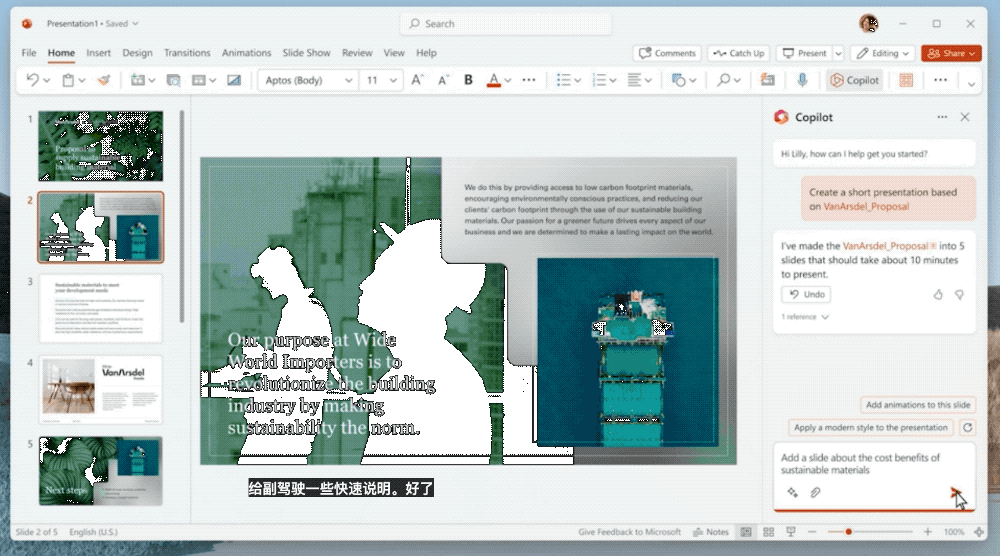 Presentation1 • Saved
Search
File Home Insert Design Transitions Animations Slide Show Review View Help
Comments Catch Up Present Editing Share
Aptos (Body) 11 A A B A Copilot
1
2
3
Sustainable materials to meet
your development needs
4
VanArsdel
5
Next steps
We do this by providing access to low carbon footprint materials,
encouraging environmentally conscious practices, and reducing our
clients' carbon footprint through the use of our sustainable building
materials. Our passion for a greener future drives every aspect of our
business and we are determined to make a lasting impact on the world.
Our purpose at Wide
World Importers is to
revolutionize the building
industry by making
sustainability the norm.
给副驾驶一些快速说明。好了
Copilot
Hi Lilly, how can I help get you started?
Create a short presentation based
on VanArsdel_Proposal
I've made the VanArsdel_Proposal into 5
slides that should take about 10 minutes
to present.
Undo
1 reference
Add animations to this slide
Apply a modern style to the presentation
Add a slide about the cost benefits of
sustainable materials
Slide 2 of 5 English (U.S.) Give Feedback to Microsoft Notes 100%